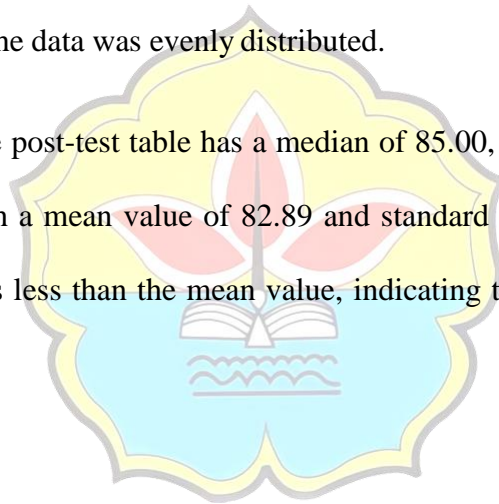 ne data was evenly distributed.
post-test table has a median of 85.00,
a mean value of 82.89 and standard
less than the mean value, indicating t